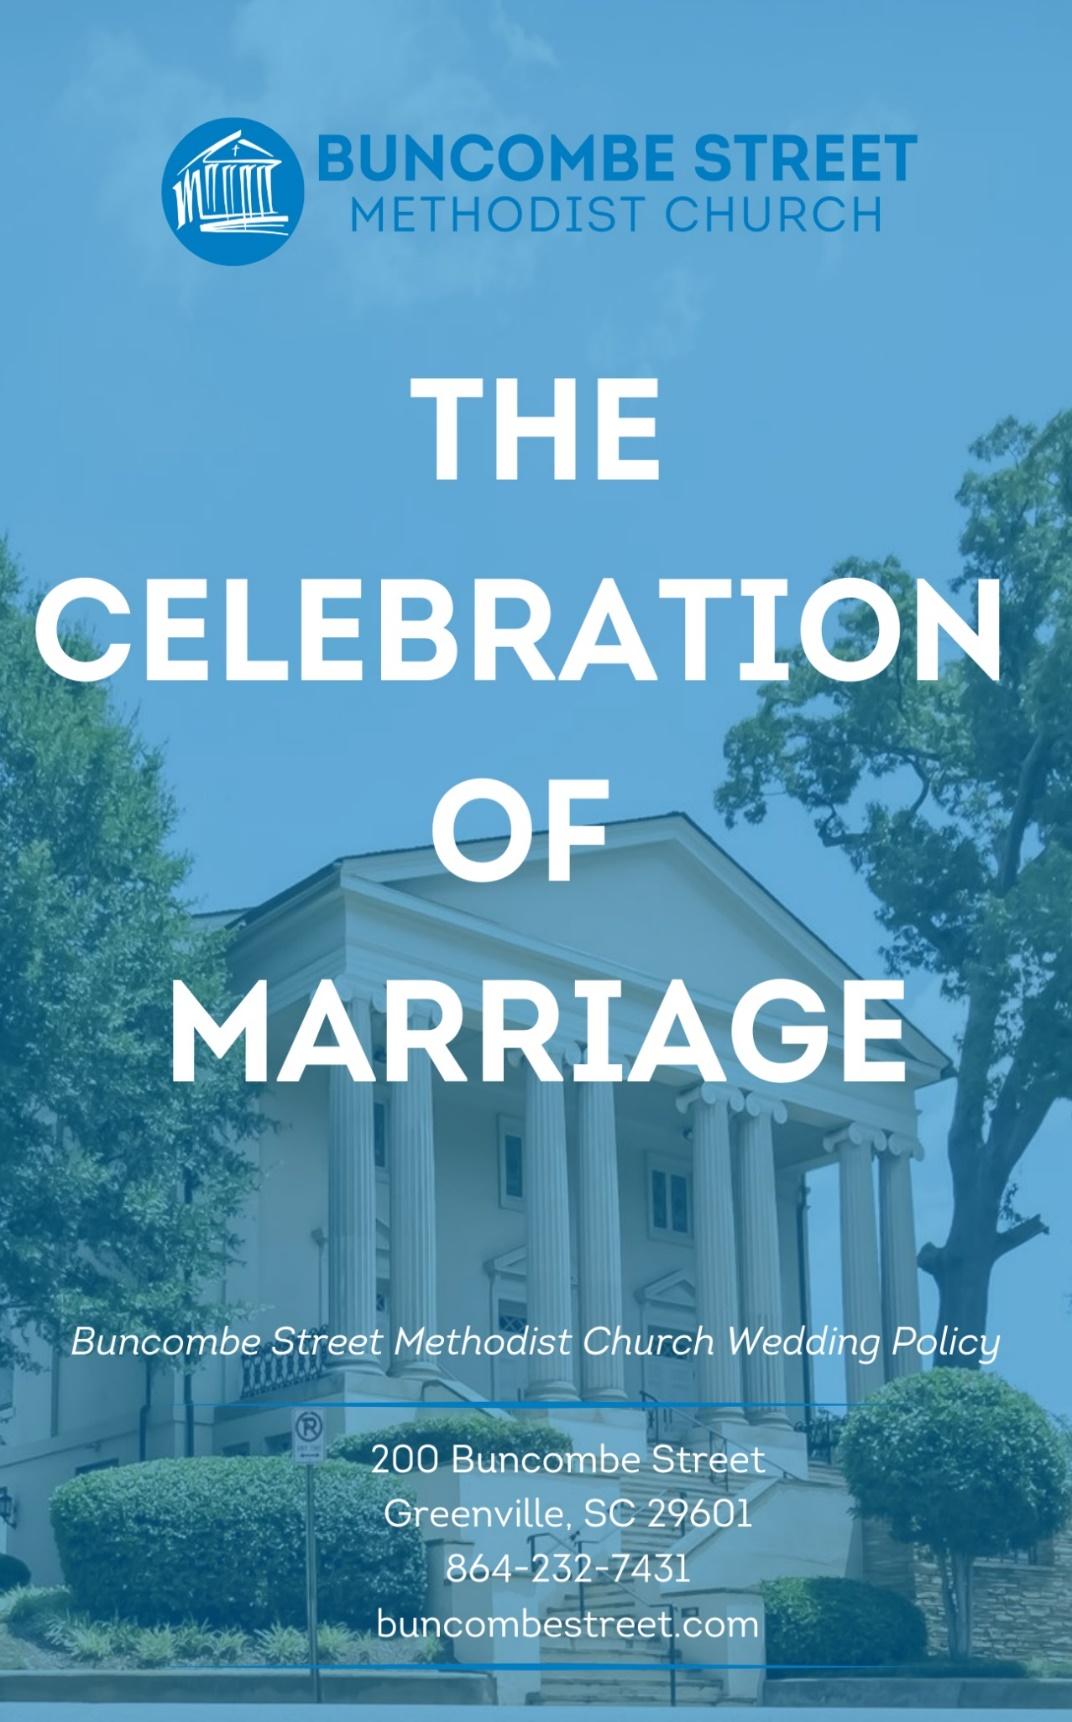 BUNCOMBE STREET
METHODIST CHURCH
THE
CELEBRATION
OF
MARRIAGE
Buncombe Street Methodist Church Wedding Policy
200 Buncombe Street
Greenville, SC 29601
864-232-7431
buncombestreet.com